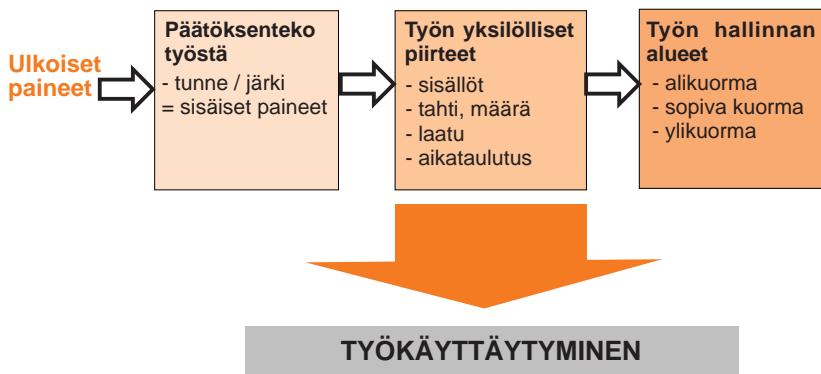 Ulkoiset
paineet
Päätöksenteko
työstä
- tunne / järki
= sisäiset paineet
Työn yksilölliset
piirteet
- sisällöt
- tahti, määrä
- laatu
- aikataulutus
Työn hallinnan
alueet
- alikuorma
- sopiva kuorma
- ylikuorma
TYÖKÄYTTÄYTYMINEN